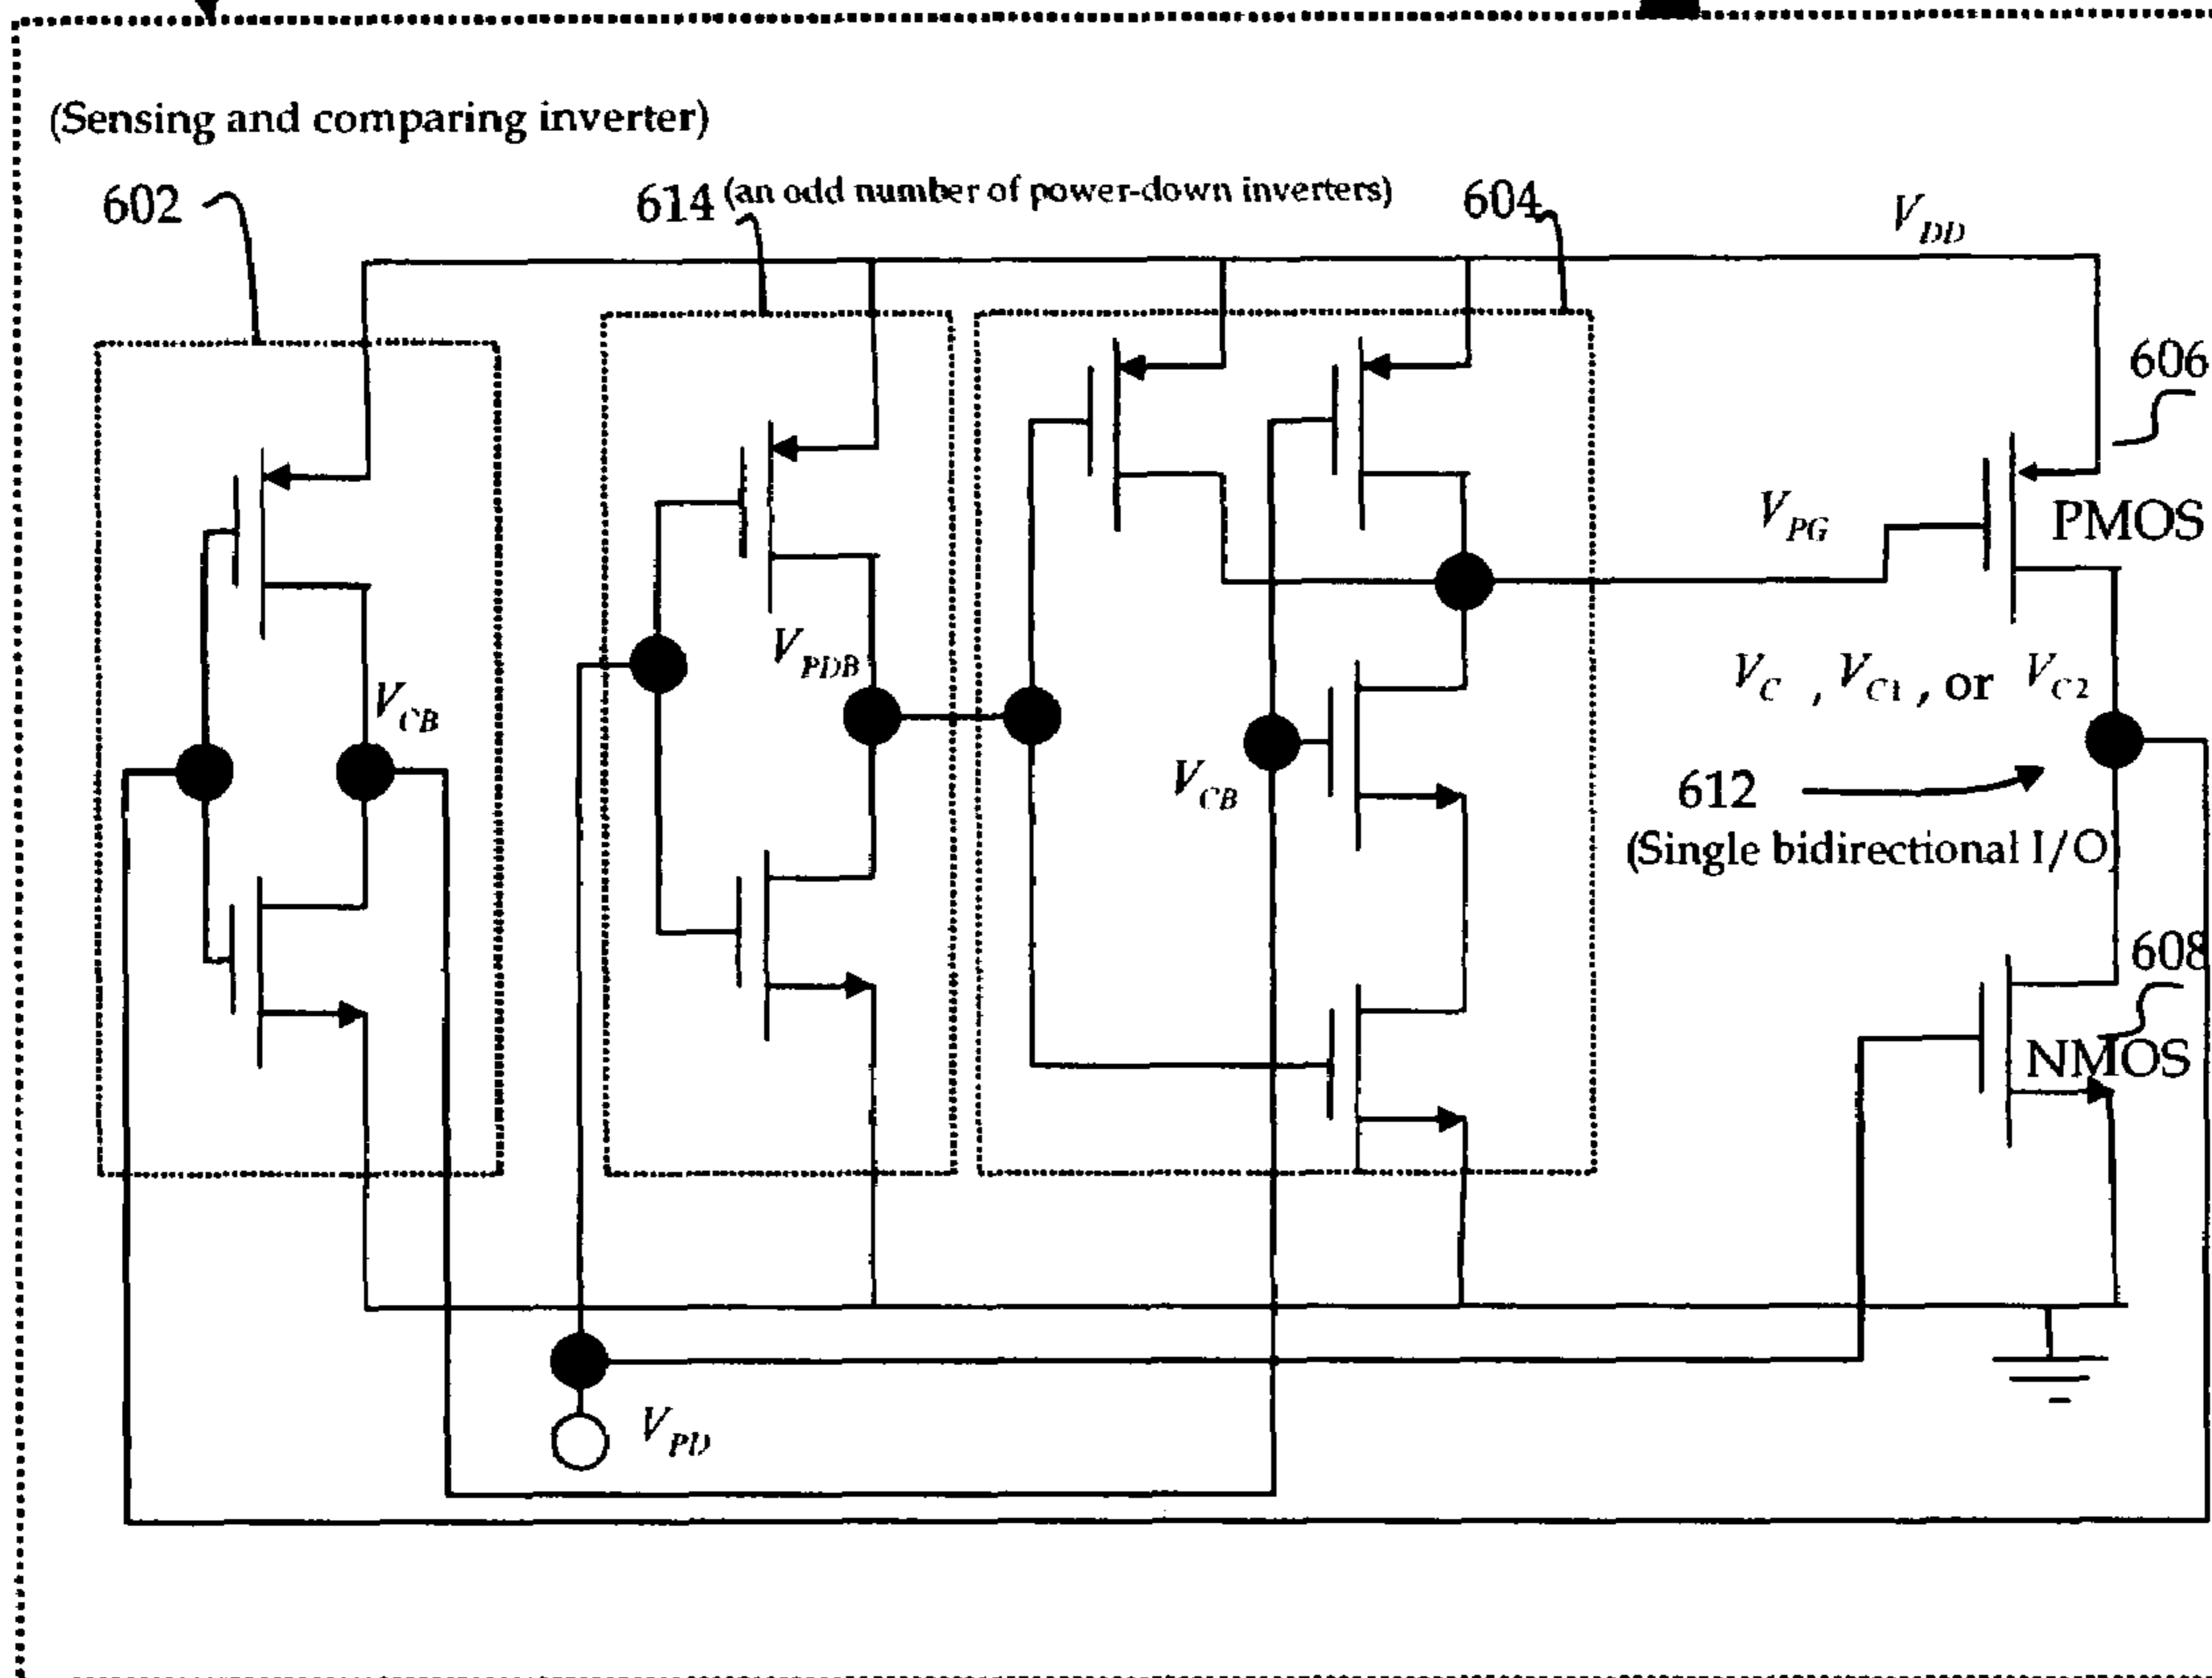 (Sensing and comparing inverter)
602
614 (an odd number of power-down inverters)
604
V_DD
606
PMOS
V_PG
V_PDB
V_CB
V_C , V_C1, or V_C2
V_CB
612
(Single bidirectional I/O)
608
NMOS
V_PD